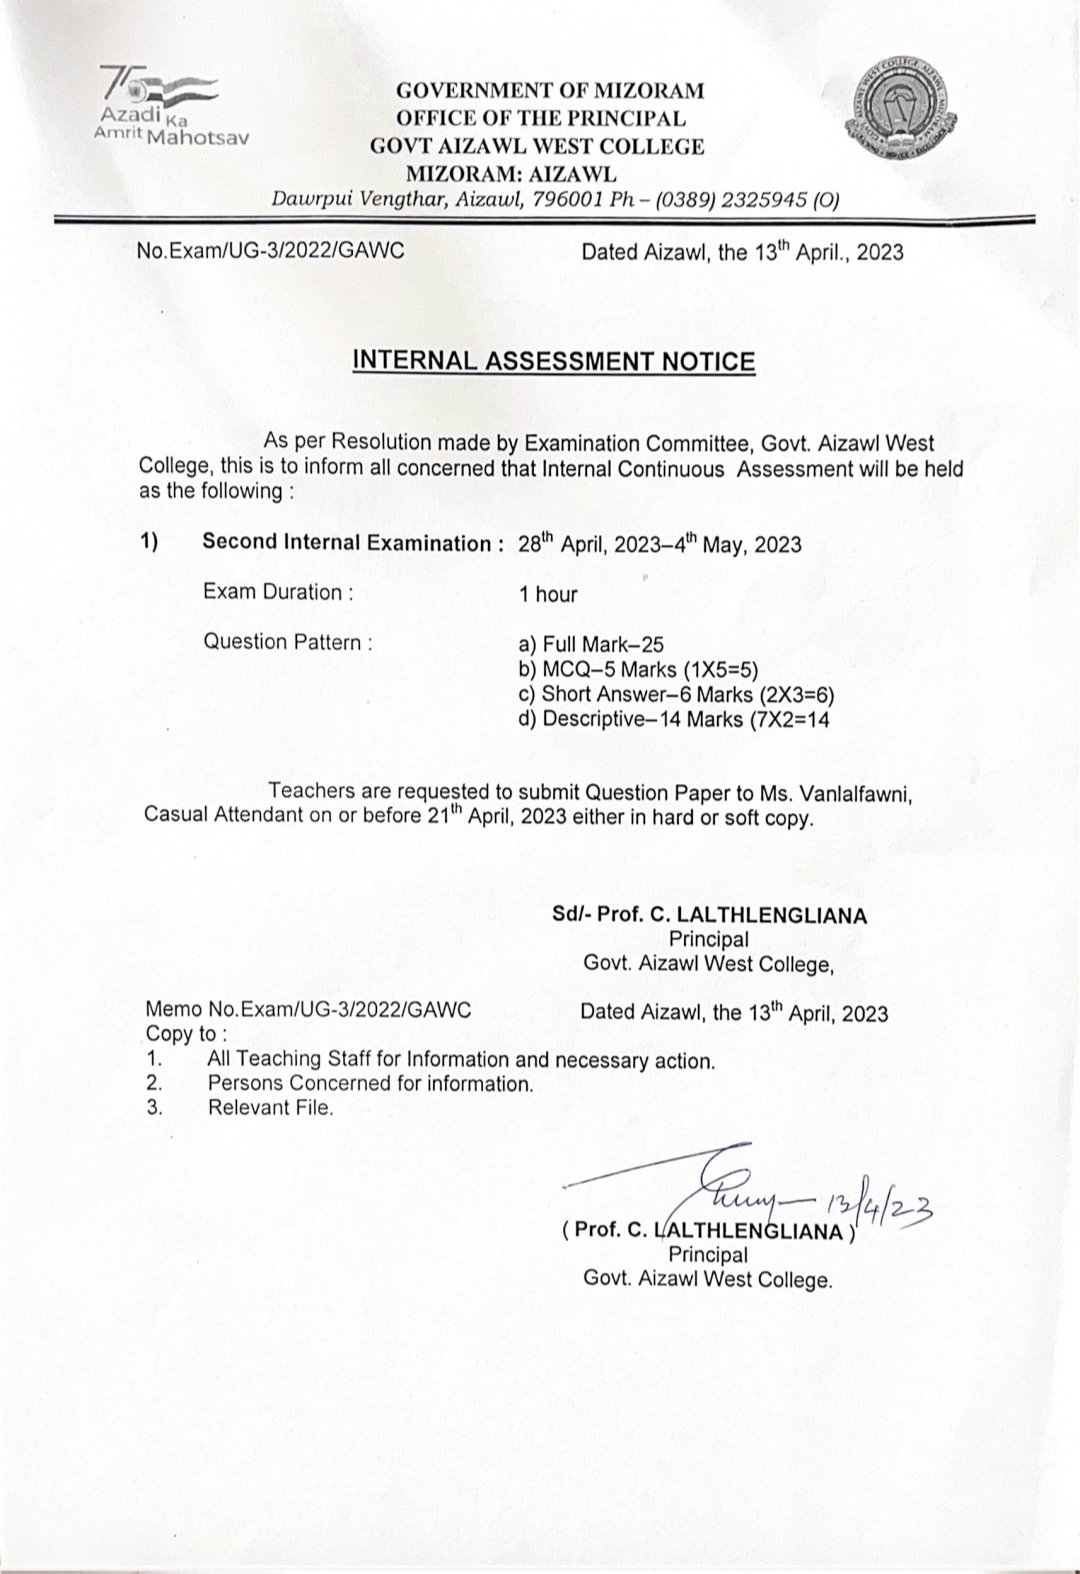 75
Azadi Ka
Amrit Mahotsav
GOVERNMENT OF MIZORAM
OFFICE OF THE PRINCIPAL
GOVT AIZAWL WEST COLLEGE
MIZORAM: AIZAWL
Dawrpui Vengthar, Aizawl, 796001 Ph – (0389) 2325945 (O)
No.Exam/UG-3/2022/GAWC Dated Aizawl, the 13th April., 2023
INTERNAL ASSESSMENT NOTICE
As per Resolution made by Examination Committee, Govt. Aizawl West
College, this is to inform all concerned that Internal Continuous Assessment will be held
as the following :
1) Second Internal Examination : 28th April, 2023–4th May, 2023
Exam Duration : 1 hour
Question Pattern : a) Full Mark–25
b) MCQ–5 Marks (1X5=5)
c) Short Answer–6 Marks (2X3=6)
d) Descriptive–14 Marks (7X2=14
Teachers are requested to submit Question Paper to Ms. Vanlalfawni,
Casual Attendant on or before 21th April, 2023 either in hard or soft copy.
Sd/- Prof. C. LALTHLENGLIANA
Principal
Govt. Aizawl West College,
Memo No.Exam/UG-3/2022/GAWC Dated Aizawl, the 13th April, 2023
Copy to :
1. All Teaching Staff for Information and necessary action.
2. Persons Concerned for information.
3. Relevant File.
13/4/23
( Prof. C. LALTHLENGLIANA )
Principal
Govt. Aizawl West College.